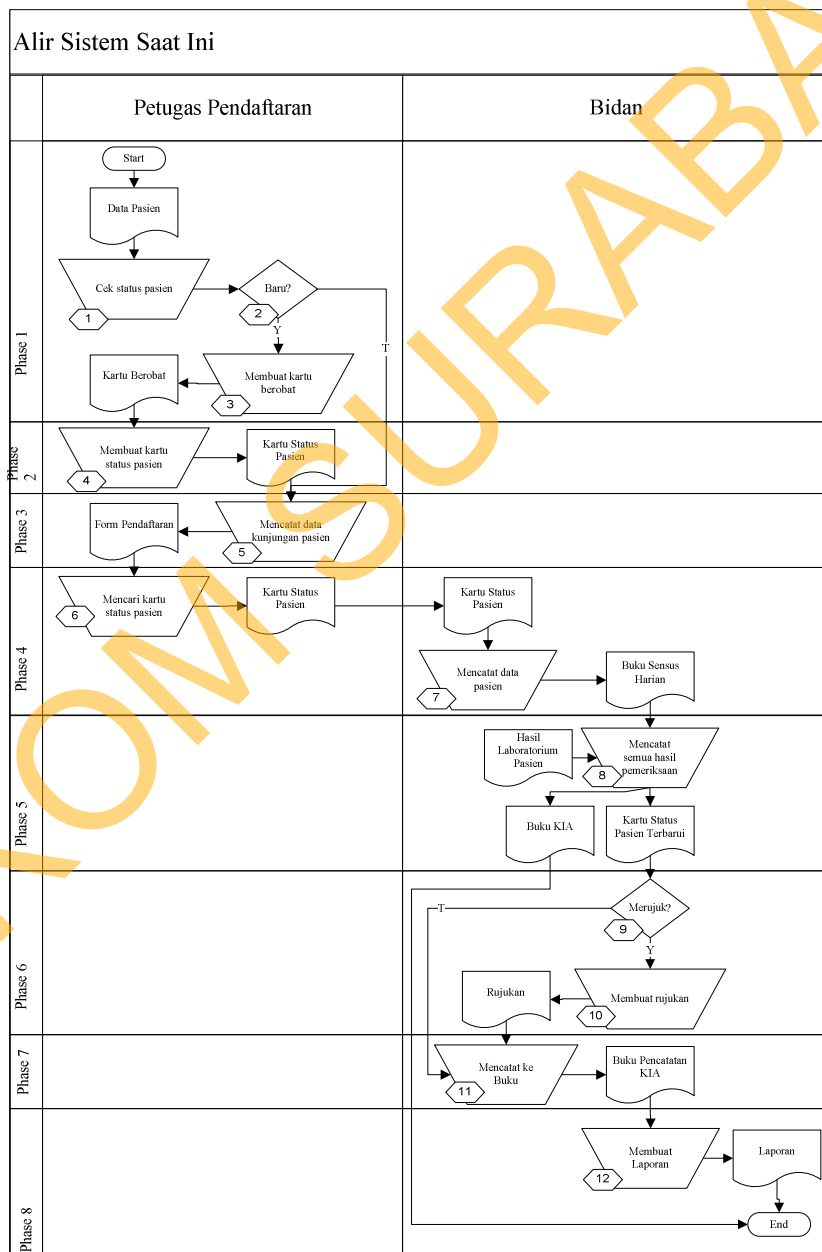 Alir Sistem Saat Ini
Petugas Pendaftaran
Bidan
Phase 1
Start
Data Pasien
Cek status pasien
1
Baru?
2
Y
T
Kartu Berobat
Membuat kartu
berobat
3
Phase
2
Membuat kartu
status pasien
4
Kartu Status
Pasien
Phase 3
Form Pendaftaran
Mencatat data
kunjungan pasien
5
Phase 4
Mencari kartu
status pasien
6
Kartu Status
Pasien
Kartu Status
Pasien
Mencatat data
pasien
7
Buku Sensus
Harian
Phase 5
Hasil
Laboratorium
Pasien
Mencatat
semua hasil
pemeriksaan
8
Buku KIA
Kartu Status
Pasien Terbarui
Phase 6
T
Merujuk?
9
Y
Rujukan
Membuat rujukan
10
Phase 7
Mencatat ke
Buku
11
Buku Pencatatan
KIA
Phase 8
Membuat
Laporan
12
Laporan
End
KOM SURABA